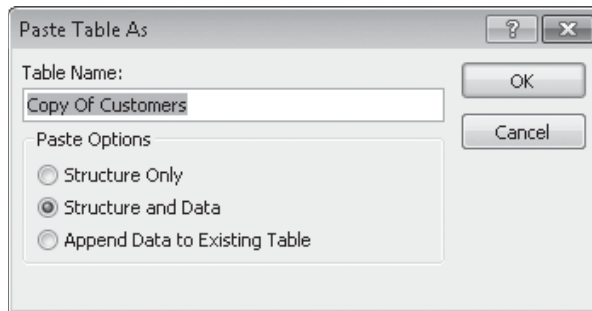 Paste Table As
?
Table Name:
OK
Copy Of Customers
Cancel
Paste Options
Structure Only
Structure and Data
Append Data to Existing Table